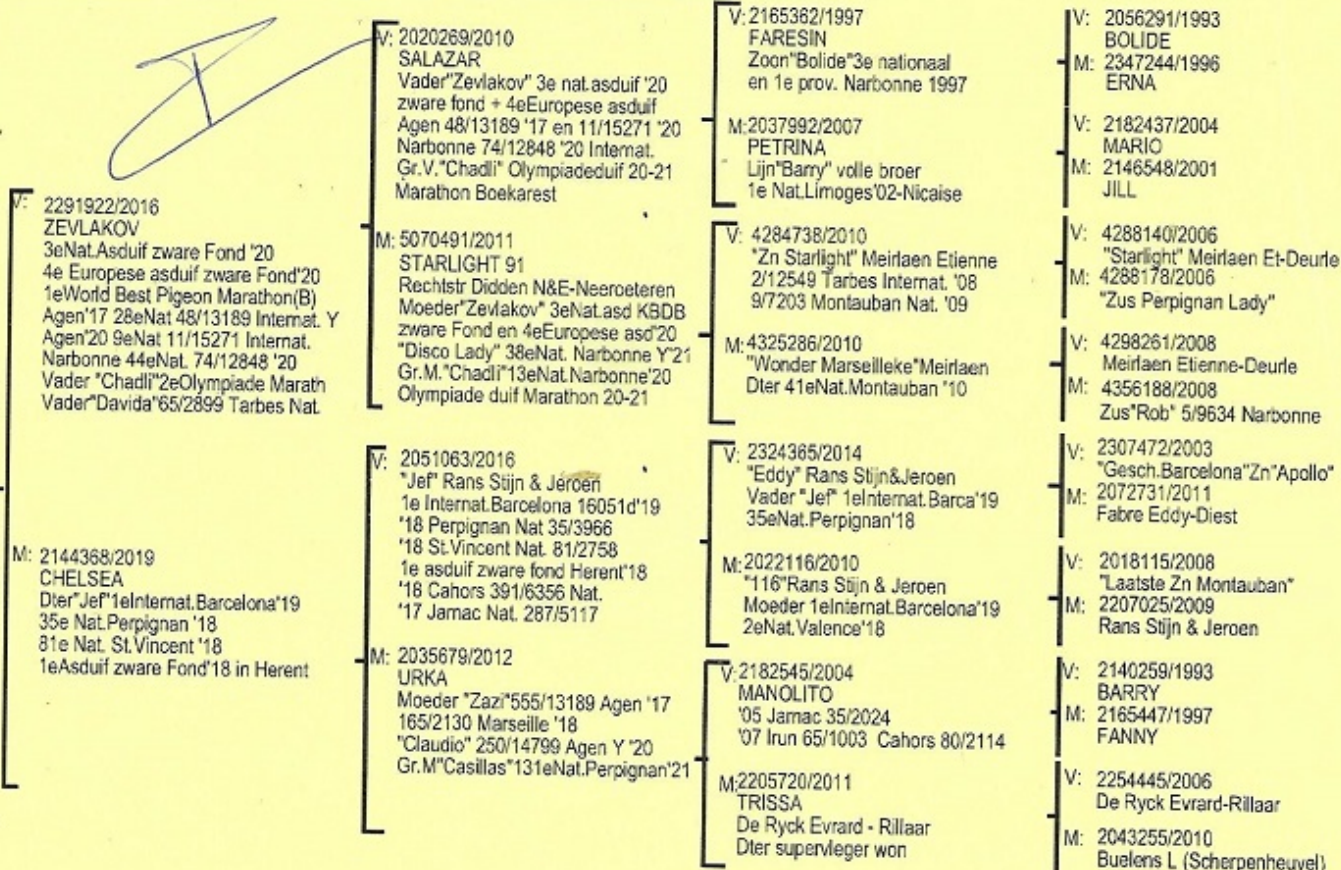 V: 2291922/2016
ZEVLAKOV
3eNat.Asduif zware Fond '20
4e Europese asduif zware Fond'20
1eWorld Best Pigeon Marathon(B)
Agen'17 28eNat 48/13189 Internat. Y
Agen'20 9eNat 11/15271 Internat.
Narbonne 44eNat. 74/12848 '20
Vader "Chadli"2eOlympiade Marath
Vader"Davida"65/2899 Tarbes Nat.
M: 2144368/2019
CHELSEA
Dter"Jef"1eInternat.Barcelona'19
35e Nat.Perpignan '18
81e Nat. St.Vincent '18
1eAsduif zware Fond'18 in Herent
V: 2020269/2010
SALAZAR
Vader"Zevlakov" 3e nat.asduif '20
zware fond + 4eEuropese asduif
Agen 48/13189 '17 en 11/15271 '20
Narbonne 74/12848 '20 Internat.
Gr.V."Chadli" Olympiadeduif 20-21
Marathon Boekarest
M: 5070491/2011
STARLIGHT 91
Rechtstr Didden N&E-Neeroeteren
Moeder"Zevlakov" 3eNat.asd KBDB
zware Fond en 4eEuropese asd"20
"Disco Lady" 38eNat. Narbonne Y'21
Gr.M."Chadli"13eNat.Narbonne'20
Olympiade duif Marathon 20-21
V: 2051063/2016
"Jef" Rans Stijn & Jeroen
1e Internat.Barcelona 16051d'19
'18 Perpignan Nat 35/3966
'18 St.Vincent Nat. 81/2758
1e asduif zware fond Herent'18
'18 Cahors 391/6356 Nat.
'17 Jarnac Nat. 287/5117
M: 2035679/2012
URKA
Moeder "Zazi"555/13189 Agen '17
165/2130 Marseille '18
"Claudio" 250/14799 Agen Y '20
Gr.M"Casillas"131eNat.Perpignan'21
V: 2165362/1997
FARESIN
Zoon"Bolide"3e nationaal
en 1e prov. Narbonne 1997
M: 2037992/2007
PETRINA
Lijn"Barry" volle broer
1e Nat.Limoges'02-Nicaise
V: 4284738/2010
"Zn Starlight" Meirlaen Etienne
2/12549 Tarbes Internat. '08
9/7203 Montauban Nat. '09
M: 4325286/2010
"Wonder Marseilleke"Meirlaen
Dter 41eNat.Montauban '10
V: 2324365/2014
"Eddy" Rans Stijn&Jeroen
Vader "Jef" 1eInternat.Barca'19
35eNat.Perpignan'18
M: 2022116/2010
"116"Rans Stijn & Jeroen
Moeder 1eInternat.Barcelona'19
2eNat.Valence'18
V: 2182545/2004
MANOLITO
'05 Jarnac 35/2024
'07 Irun 65/1003 Cahors 80/2114
M:2205720/2011
TRISSA
De Ryck Evrard - Rillaar
Dter supervleger won
V: 2056291/1993
BOLIDE
M: 2347244/1996
ERNA
V: 2182437/2004
MARIO
M: 2146548/2001
JILL
V: 4288140/2006
"Starlight" Meirlaen Et-Deurle
M: 4288178/2006
"Zus Perpignan Lady"
V: 4298261/2008
Meirlaen Etienne-Deurle
M: 4356188/2008
Zus"Rob" 5/9634 Narbonne
V: 2307472/2003
"Gesch.Barcelona"Zn"Apollo"
M: 2072731/2011
Fabre Eddy-Diest
V: 2018115/2008
"Laatste Zn Montauban"
M: 2207025/2009
Rans Stijn & Jeroen
V: 2140259/1993
BARRY
M: 2165447/1997
FANNY
V: 2254445/2006
De Ryck Evrard-Rillaar
M: 2043255/2010
Buelens L (Scherpenheuvel)